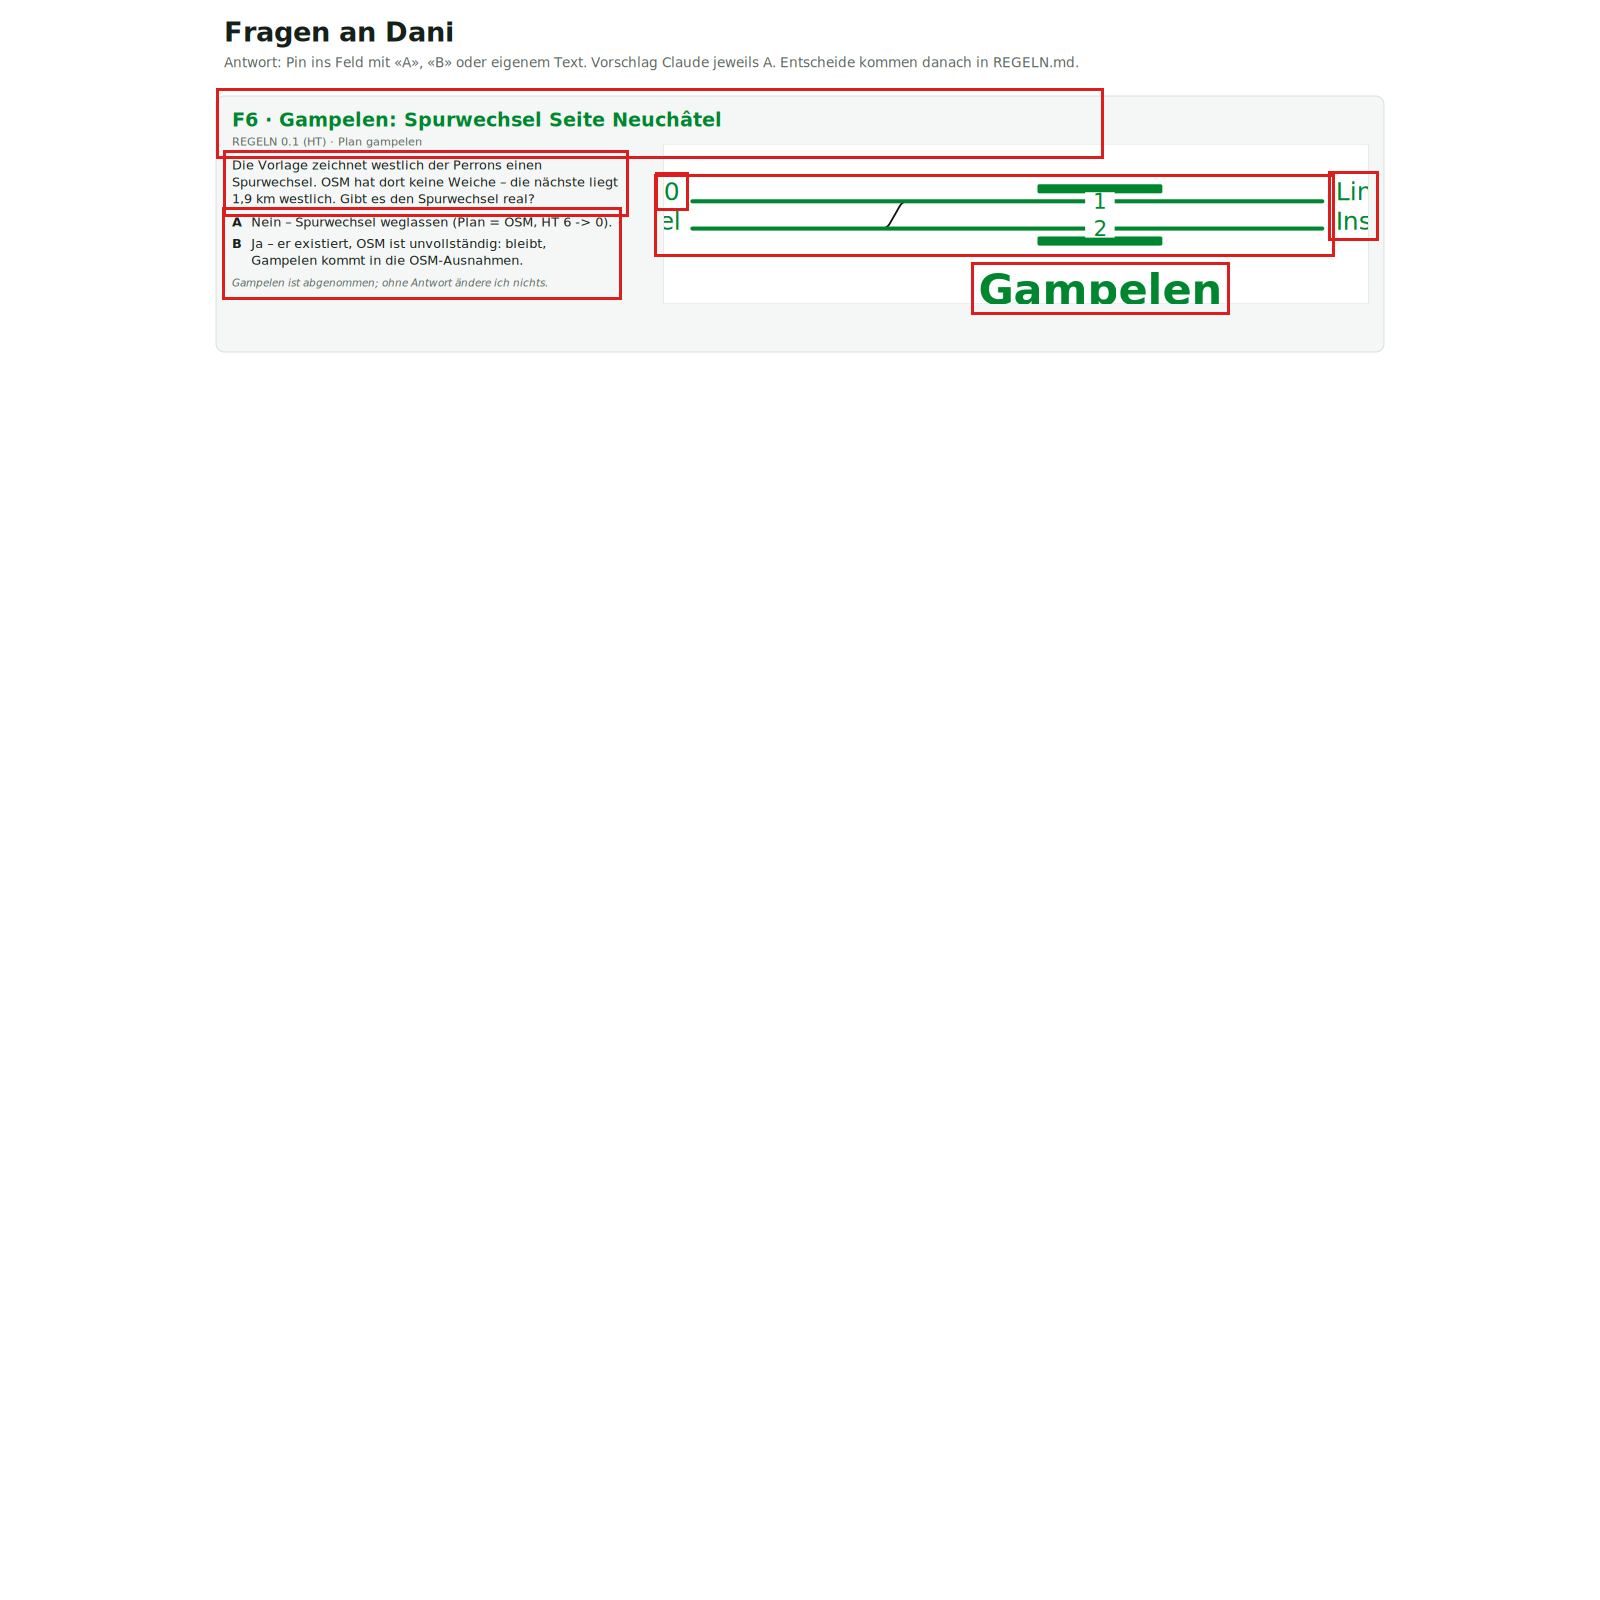 Fragen an Dani
Antwort: Pin ins Feld mit «A», «B» oder eigenem Text. Vorschlag Claude jeweils A. Entscheide kommen danach in REGELN.md.
F6 · Gampelen: Spurwechsel Seite Neuchâtel
REGELN 0.1 (HT) · Plan gampelen
Die Vorlage zeichnet westlich der Perrons einen
Spurwechsel. OSM hat dort keine Weiche – die nächste liegt
1,9 km westlich. Gibt es den Spurwechsel real?
A Nein – Spurwechsel weglassen (Plan = OSM, HT 6 -> 0).
B Ja – er existiert, OSM ist unvollständig: bleibt,
Gampelen kommt in die OSM-Ausnahmen.
Gampelen ist abgenommen; ohne Antwort ändere ich nichts.
0
el
1
2
Lin
Ins
Gampelen